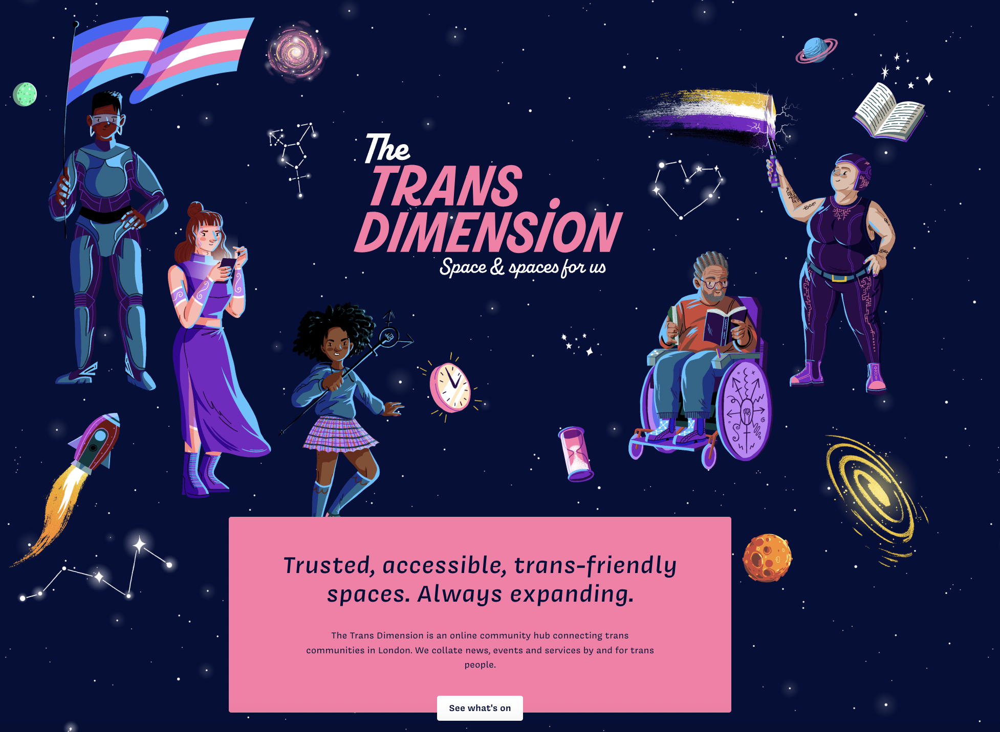 The
TRANS
DIMENSION
Space & spaces for us
Trusted, accessible, trans-friendly
spaces. Always expanding.
The Trans Dimension is an online community hub connecting trans
communities in London. We collate news, events and services by and for trans
people.
See what's on